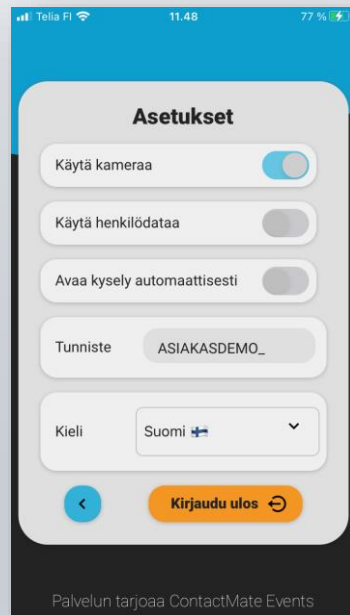 Telia FI 11.48 77 %
Asetukset
Käytä kameraa
Käytä henkilödataa
Avaa kysely automaattisesti
Tunniste ASIAKASDEMO_
Kieli Suomi 🇫🇮
Kirjaudu ulos
Palvelun tarjoaa ContactMate Events